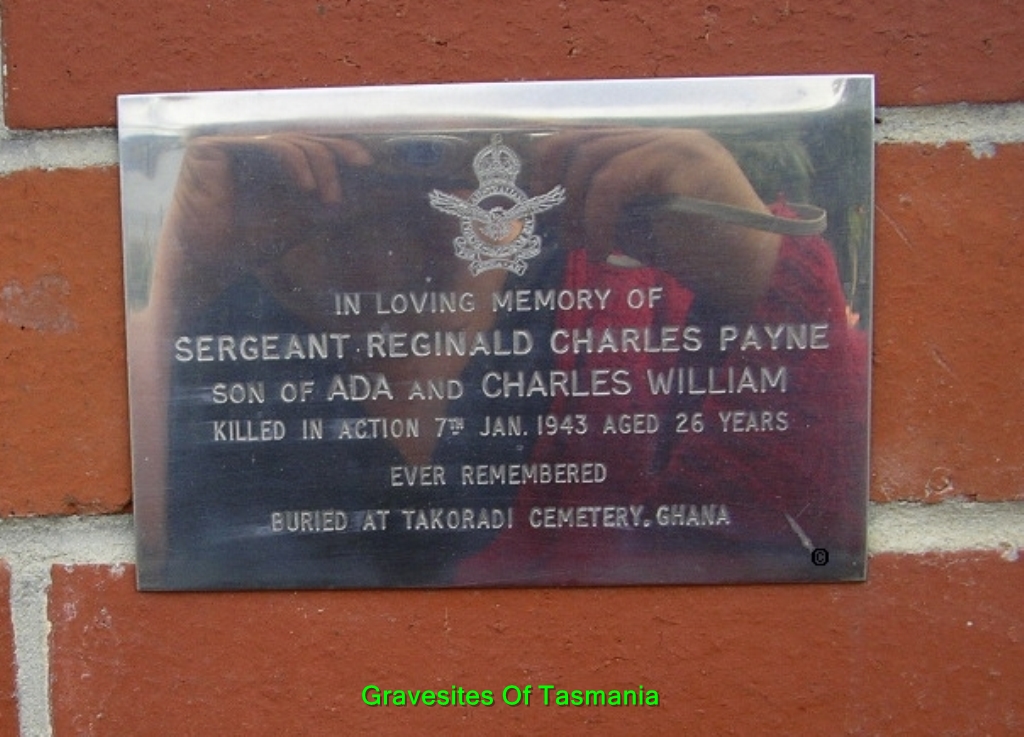 IN LOVING MEMORY OF
SERGEANT REGINALD CHARLES PAYNE
SON OF ADA AND CHARLES WILLIAM
KILLED IN ACTION 7TH JAN. 1943 AGED 26 YEARS
EVER REMEMBERED
BURIED AT TAKORADI CEMETERY, GHANA
©
Gravesites Of Tasmania